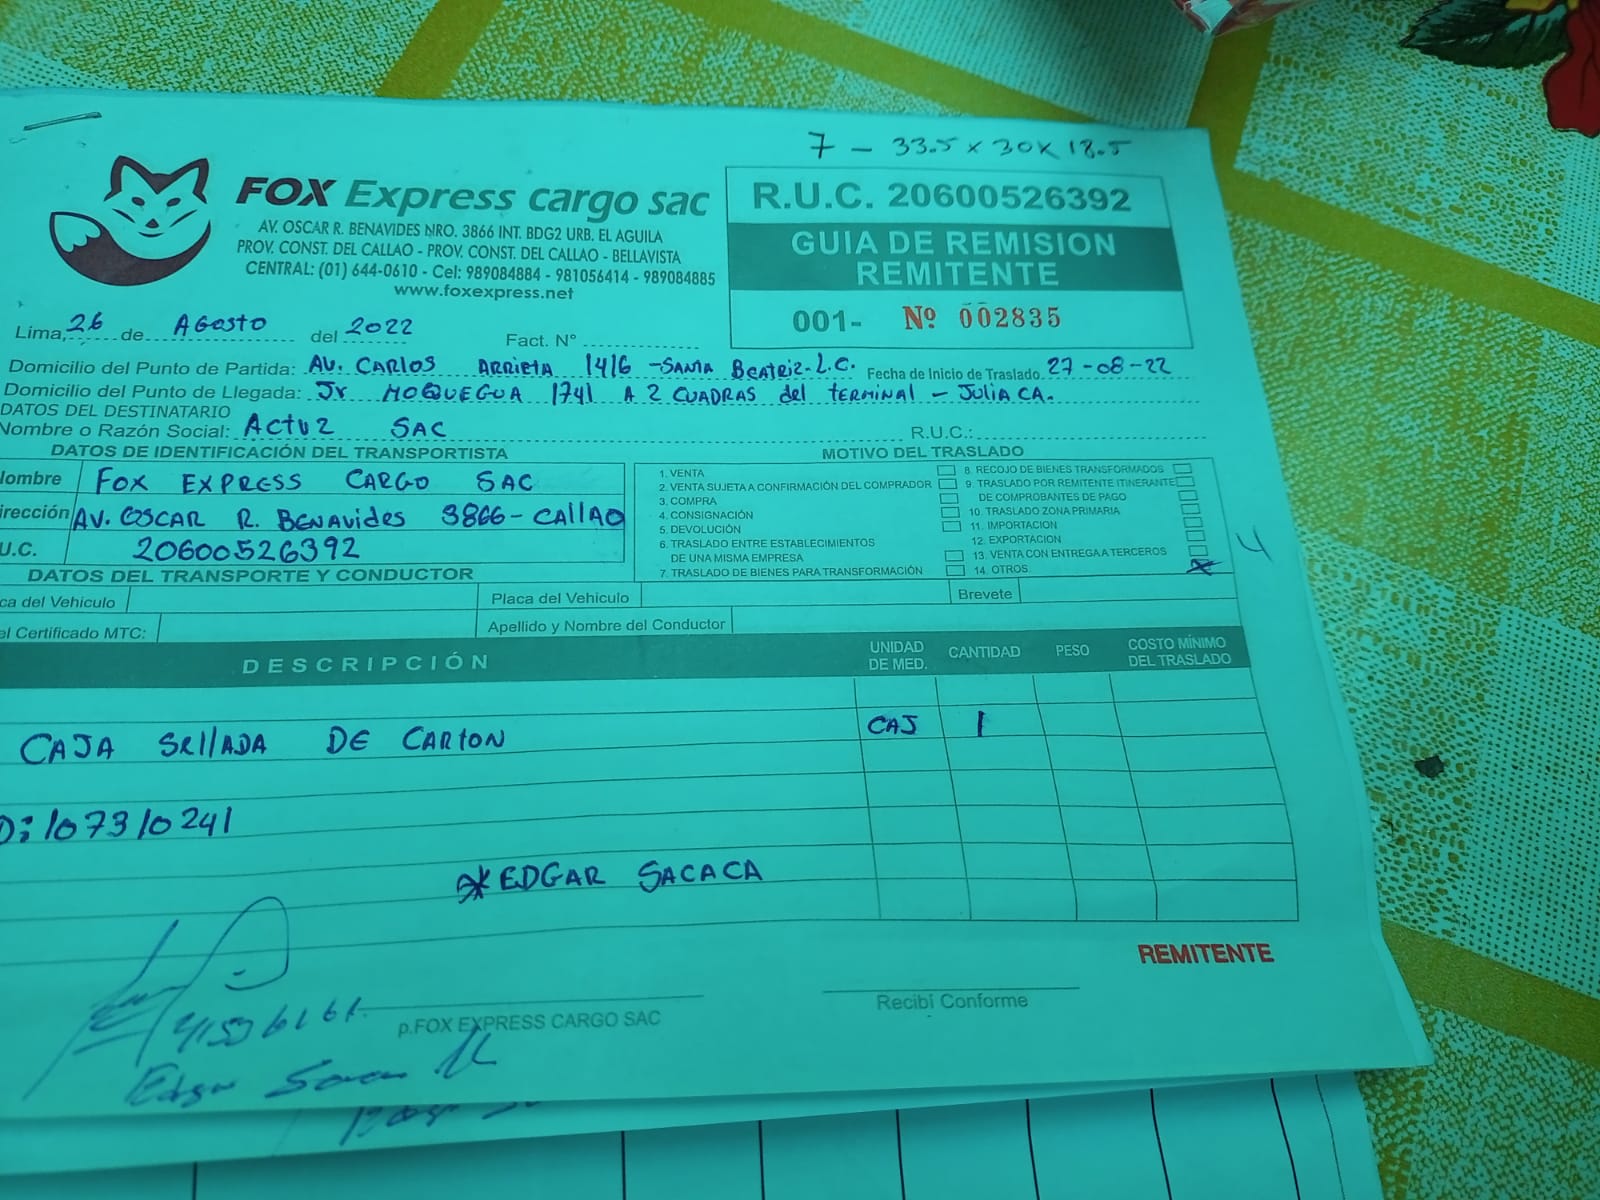 7 - 33.5 x 30 x 18.5
FOX Express cargo sac
AV. OSCAR R. BENAVIDES NRO. 3866 INT. BDG2 URB. EL AGUILA
PROV. CONST. DEL CALLAO - PROV. CONST. DEL CALLAO - BELLAVISTA
CENTRAL: (01) 644-0610 - Cel: 989084884 - 981056414 - 989084885
www.foxexpress.net
R.U.C. 20600526392
GUIA DE REMISION
REMITENTE
001- Nº 002835
Lima, 26 de AGOSTO del 2022 Fact. N°
Domicilio del Punto de Partida: AV. CARLOS ARRIETA 1416 - SANTA BEATRIZ - L.C. Fecha de Inicio de Traslado 27-08-22
Domicilio del Punto de Llegada: Jr MOQUEGUA 1741 A 2 CUADRAS del TERMINAL - JULIACA.
DATOS DEL DESTINATARIO
Nombre o Razón Social: ACTU2 SAC R.U.C.:
DATOS DE IDENTIFICACIÓN DEL TRANSPORTISTA
ombre FOX EXPRESS CARGO SAC
irección AV. OSCAR R. BENAVIDES 3866 - CALLAO
U.C. 20600526392
MOTIVO DEL TRASLADO
1. VENTA
2. VENTA SUJETA A CONFIRMACIÓN DEL COMPRADOR
3. COMPRA
4. CONSIGNACIÓN
5. DEVOLUCIÓN
6. TRASLADO ENTRE ESTABLECIMIENTOS
DE UNA MISMA EMPRESA
7. TRASLADO DE BIENES PARA TRANSFORMACIÓN
8. RECOJO DE BIENES TRANSFORMADOS
9. TRASLADO POR REMITENTE ITINERANTE
DE COMPROBANTES DE PAGO
10. TRASLADO ZONA PRIMARIA
11. IMPORTACION
12. EXPORTACION
13. VENTA CON ENTREGA A TERCEROS
14. OTROS X
4
DATOS DEL TRANSPORTE Y CONDUCTOR
ca del Vehiculo Placa del Vehiculo Brevete
el Certificado MTC: Apellido y Nombre del Conductor
DESCRIPCIÓN UNIDAD DE MED. CANTIDAD PESO COSTO MÍNIMO DEL TRASLADO
CAJA SELLADA DE CARTON CAJ 1
D: 107310241
* EDGAR SACACA
REMITENTE
p.FOX EXPRESS CARGO SAC
Recibí Conforme
Edgar